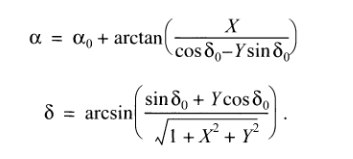 α = α₀ + arctan(X / (cos δ₀ – Y sin δ₀))
δ = arcsin((sin δ₀ + Y cos δ₀) / √(1 + X² + Y²)) .